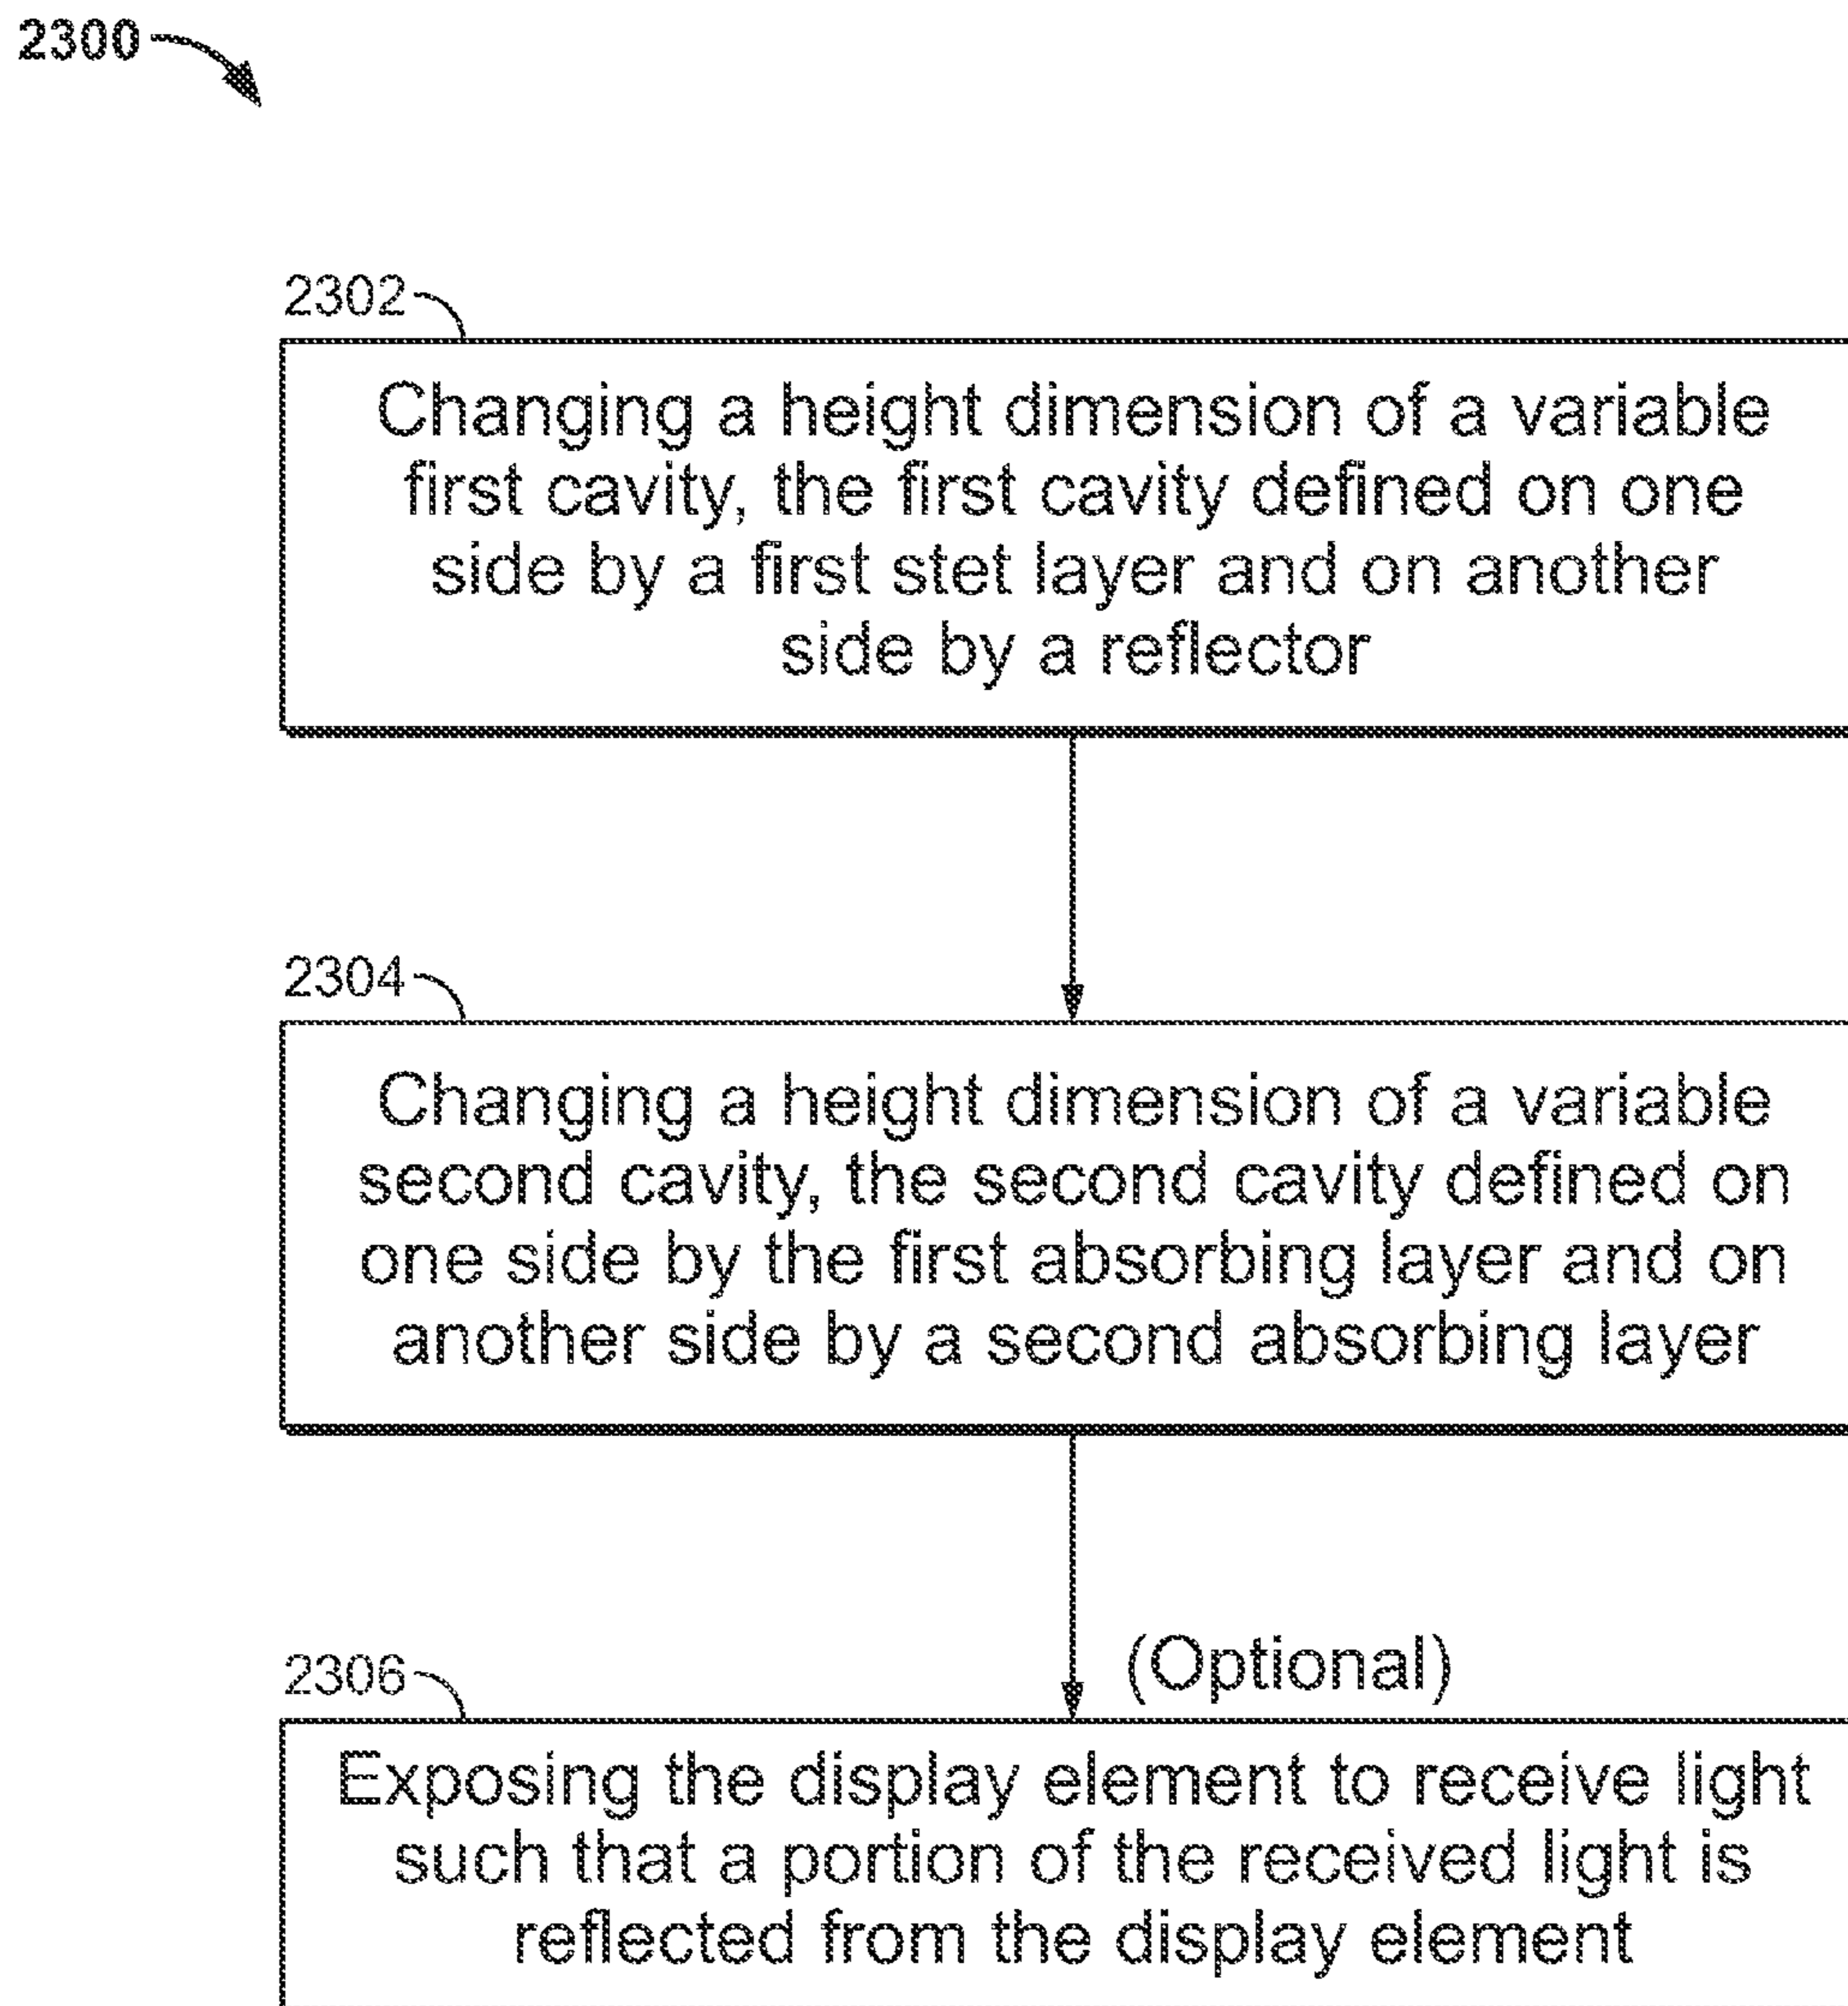 2300
2302
Changing a height dimension of a variable
first cavity, the first cavity defined on one
side by a first stet layer and on another
side by a reflector
2304
Changing a height dimension of a variable
second cavity, the second cavity defined on
one side by the first absorbing layer and on
another side by a second absorbing layer
(Optional)
2306
Exposing the display element to receive light
such that a portion of the received light is
reflected from the display element